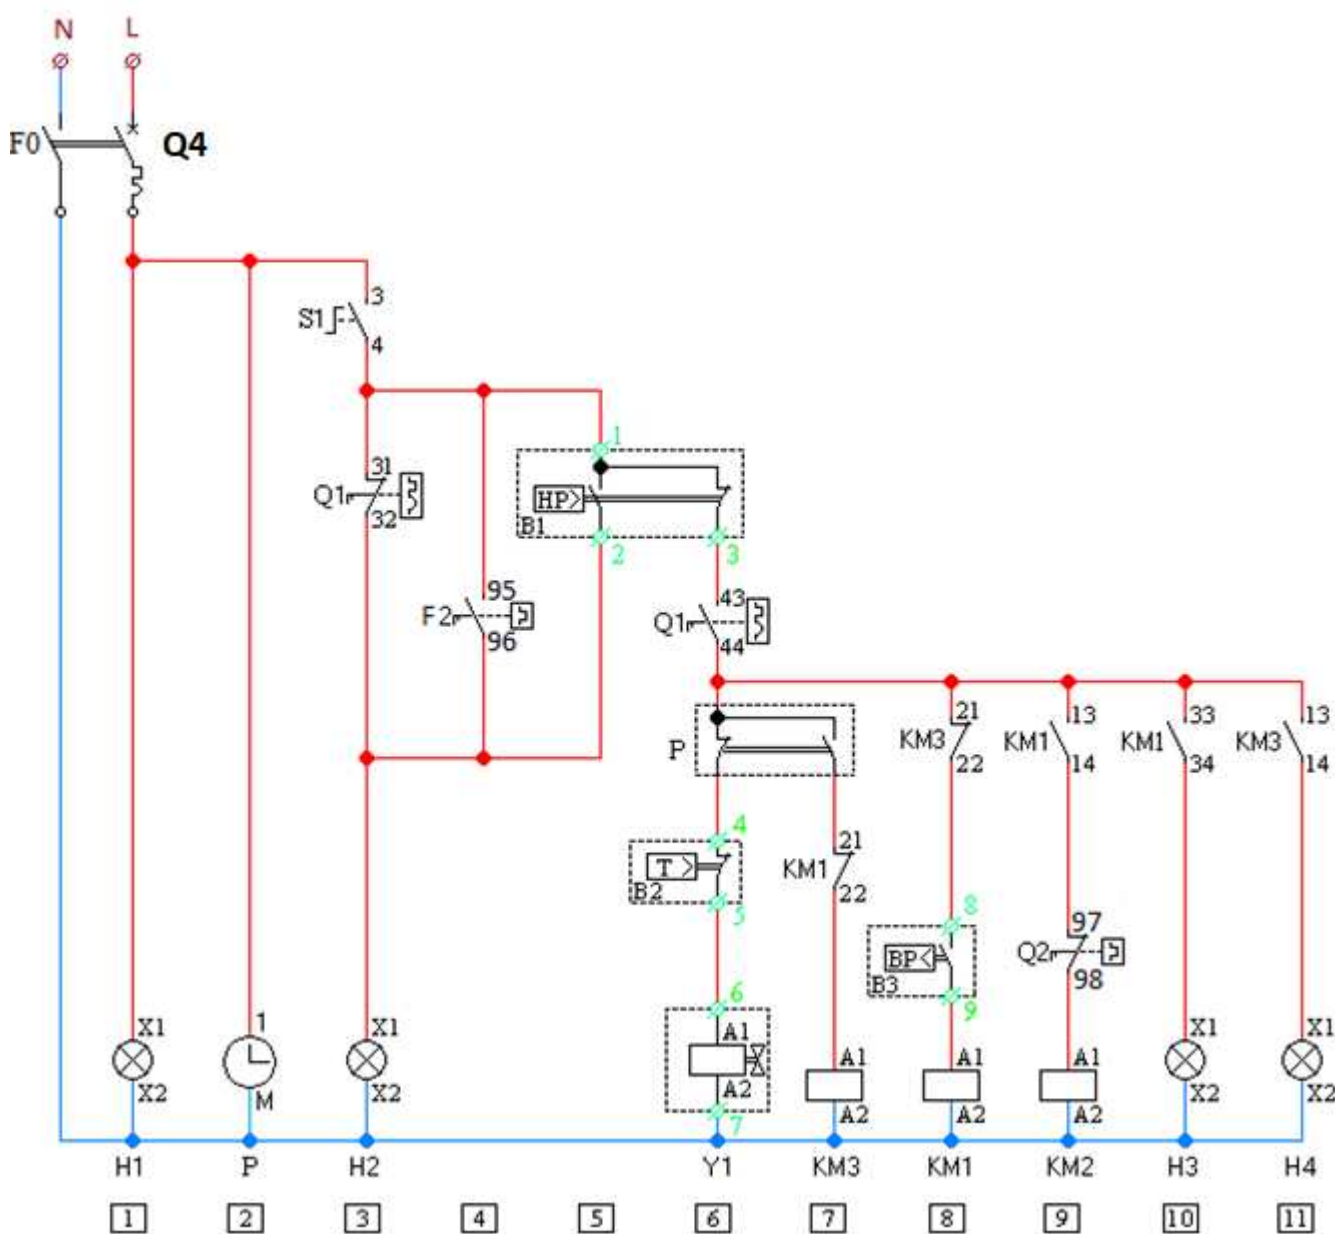 N L
F0 Q4
3
S1
4
1
31
HP
Q1
32 B1
2 3
95 43
F2 Q1
96 44
21 13 33 13
KM3 KM1 KM1 KM3
P
22 14 34 14
4
21
T KM1
B2 22
5 8 97
BP Q2
B3 98
6 9
1 X1 X1 A1 A1 A1 A1 X1 X1
X2 M X2 A2 A2 A2 A2 X2 X2
7
H1 P H2 Y1 KM3 KM1 KM2 H3 H4
1 2 3 4 5 6 7 8 9 10 11